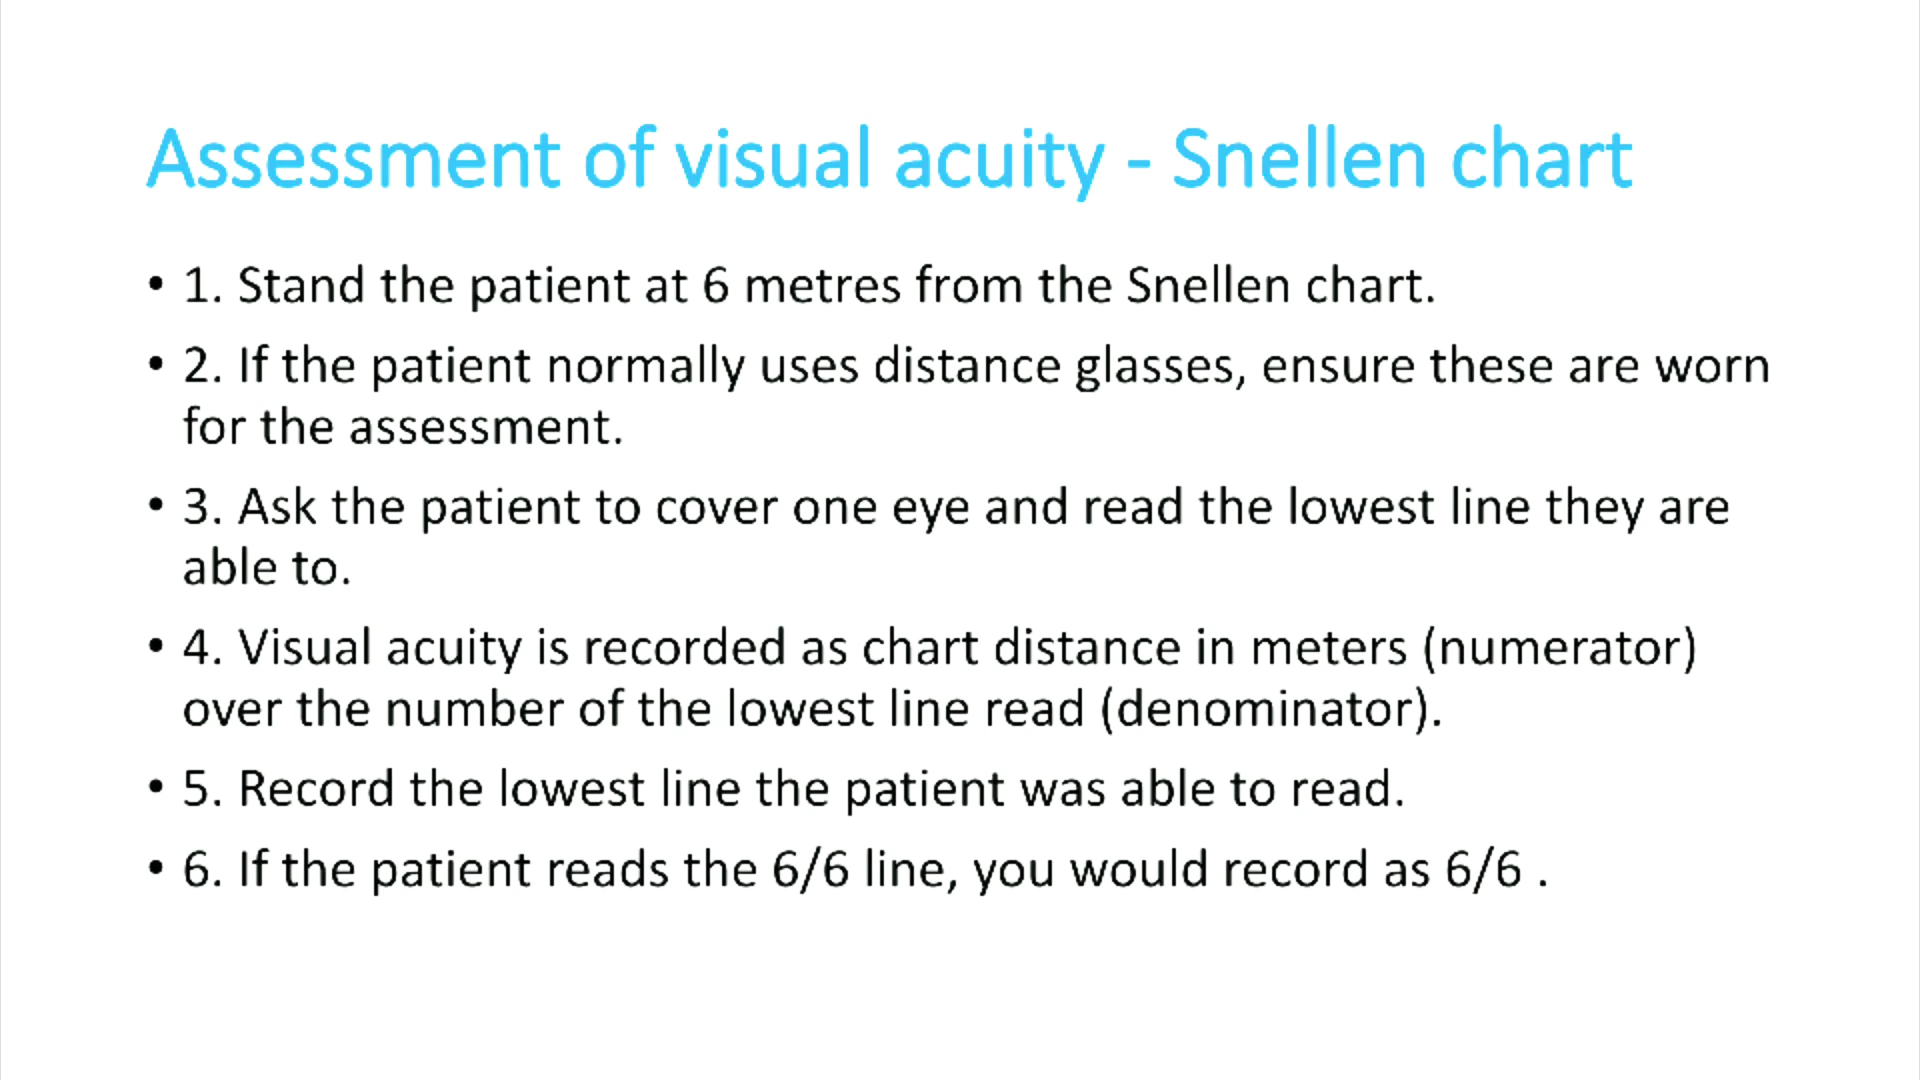 Assessment of visual acuity - Snellen chart
• 1. Stand the patient at 6 metres from the Snellen chart.
• 2. If the patient normally uses distance glasses, ensure these are worn
for the assessment.
• 3. Ask the patient to cover one eye and read the lowest line they are
able to.
• 4. Visual acuity is recorded as chart distance in meters (numerator)
over the number of the lowest line read (denominator).
• 5. Record the lowest line the patient was able to read.
• 6. If the patient reads the 6/6 line, you would record as 6/6 .